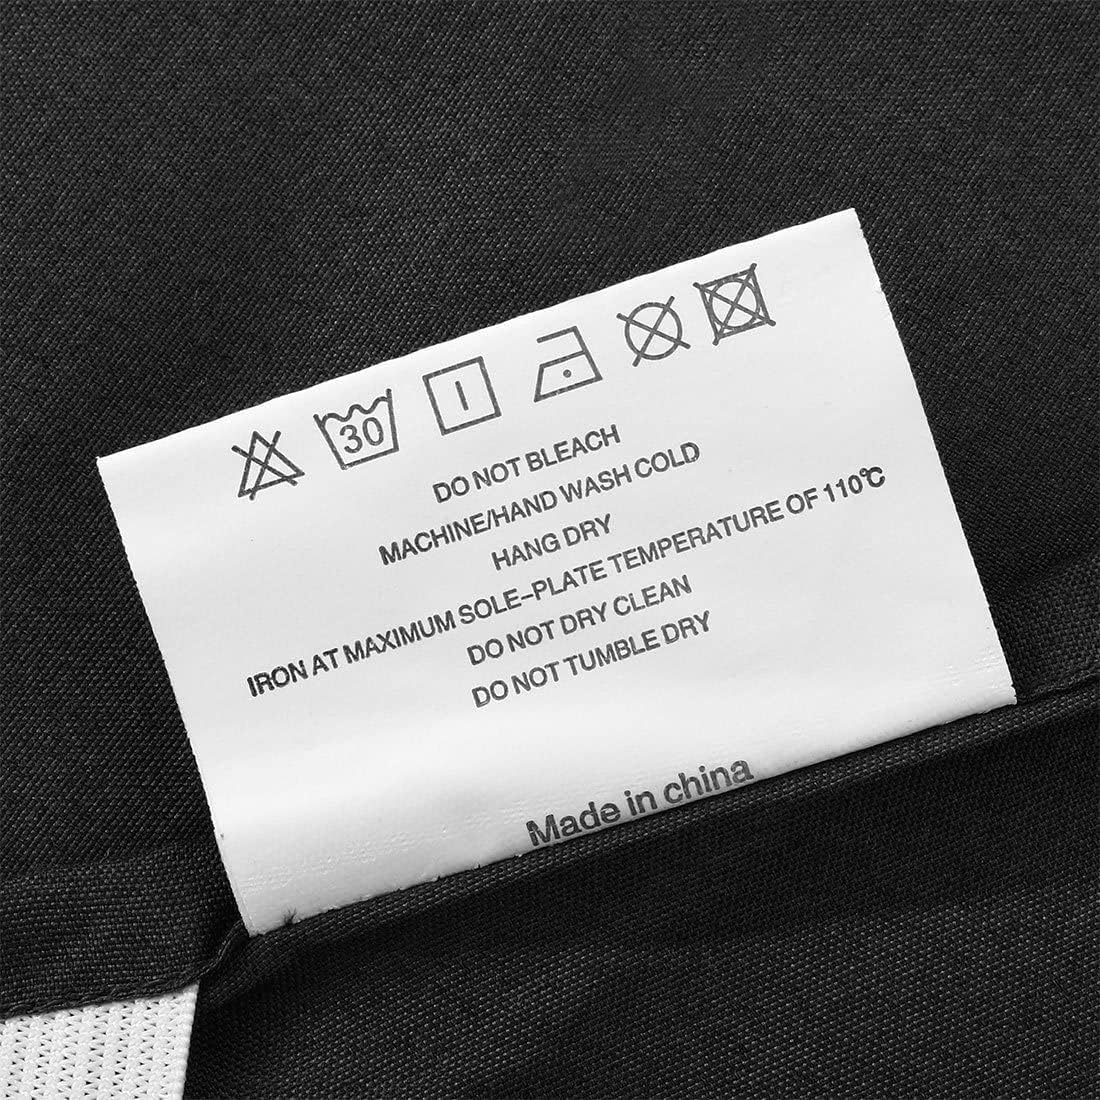 30
DO NOT BLEACH
MACHINE/HAND WASH COLD
HANG DRY
IRON AT MAXIMUM SOLE-PLATE TEMPERATURE OF 110℃
DO NOT DRY CLEAN
DO NOT TUMBLE DRY
Made in china